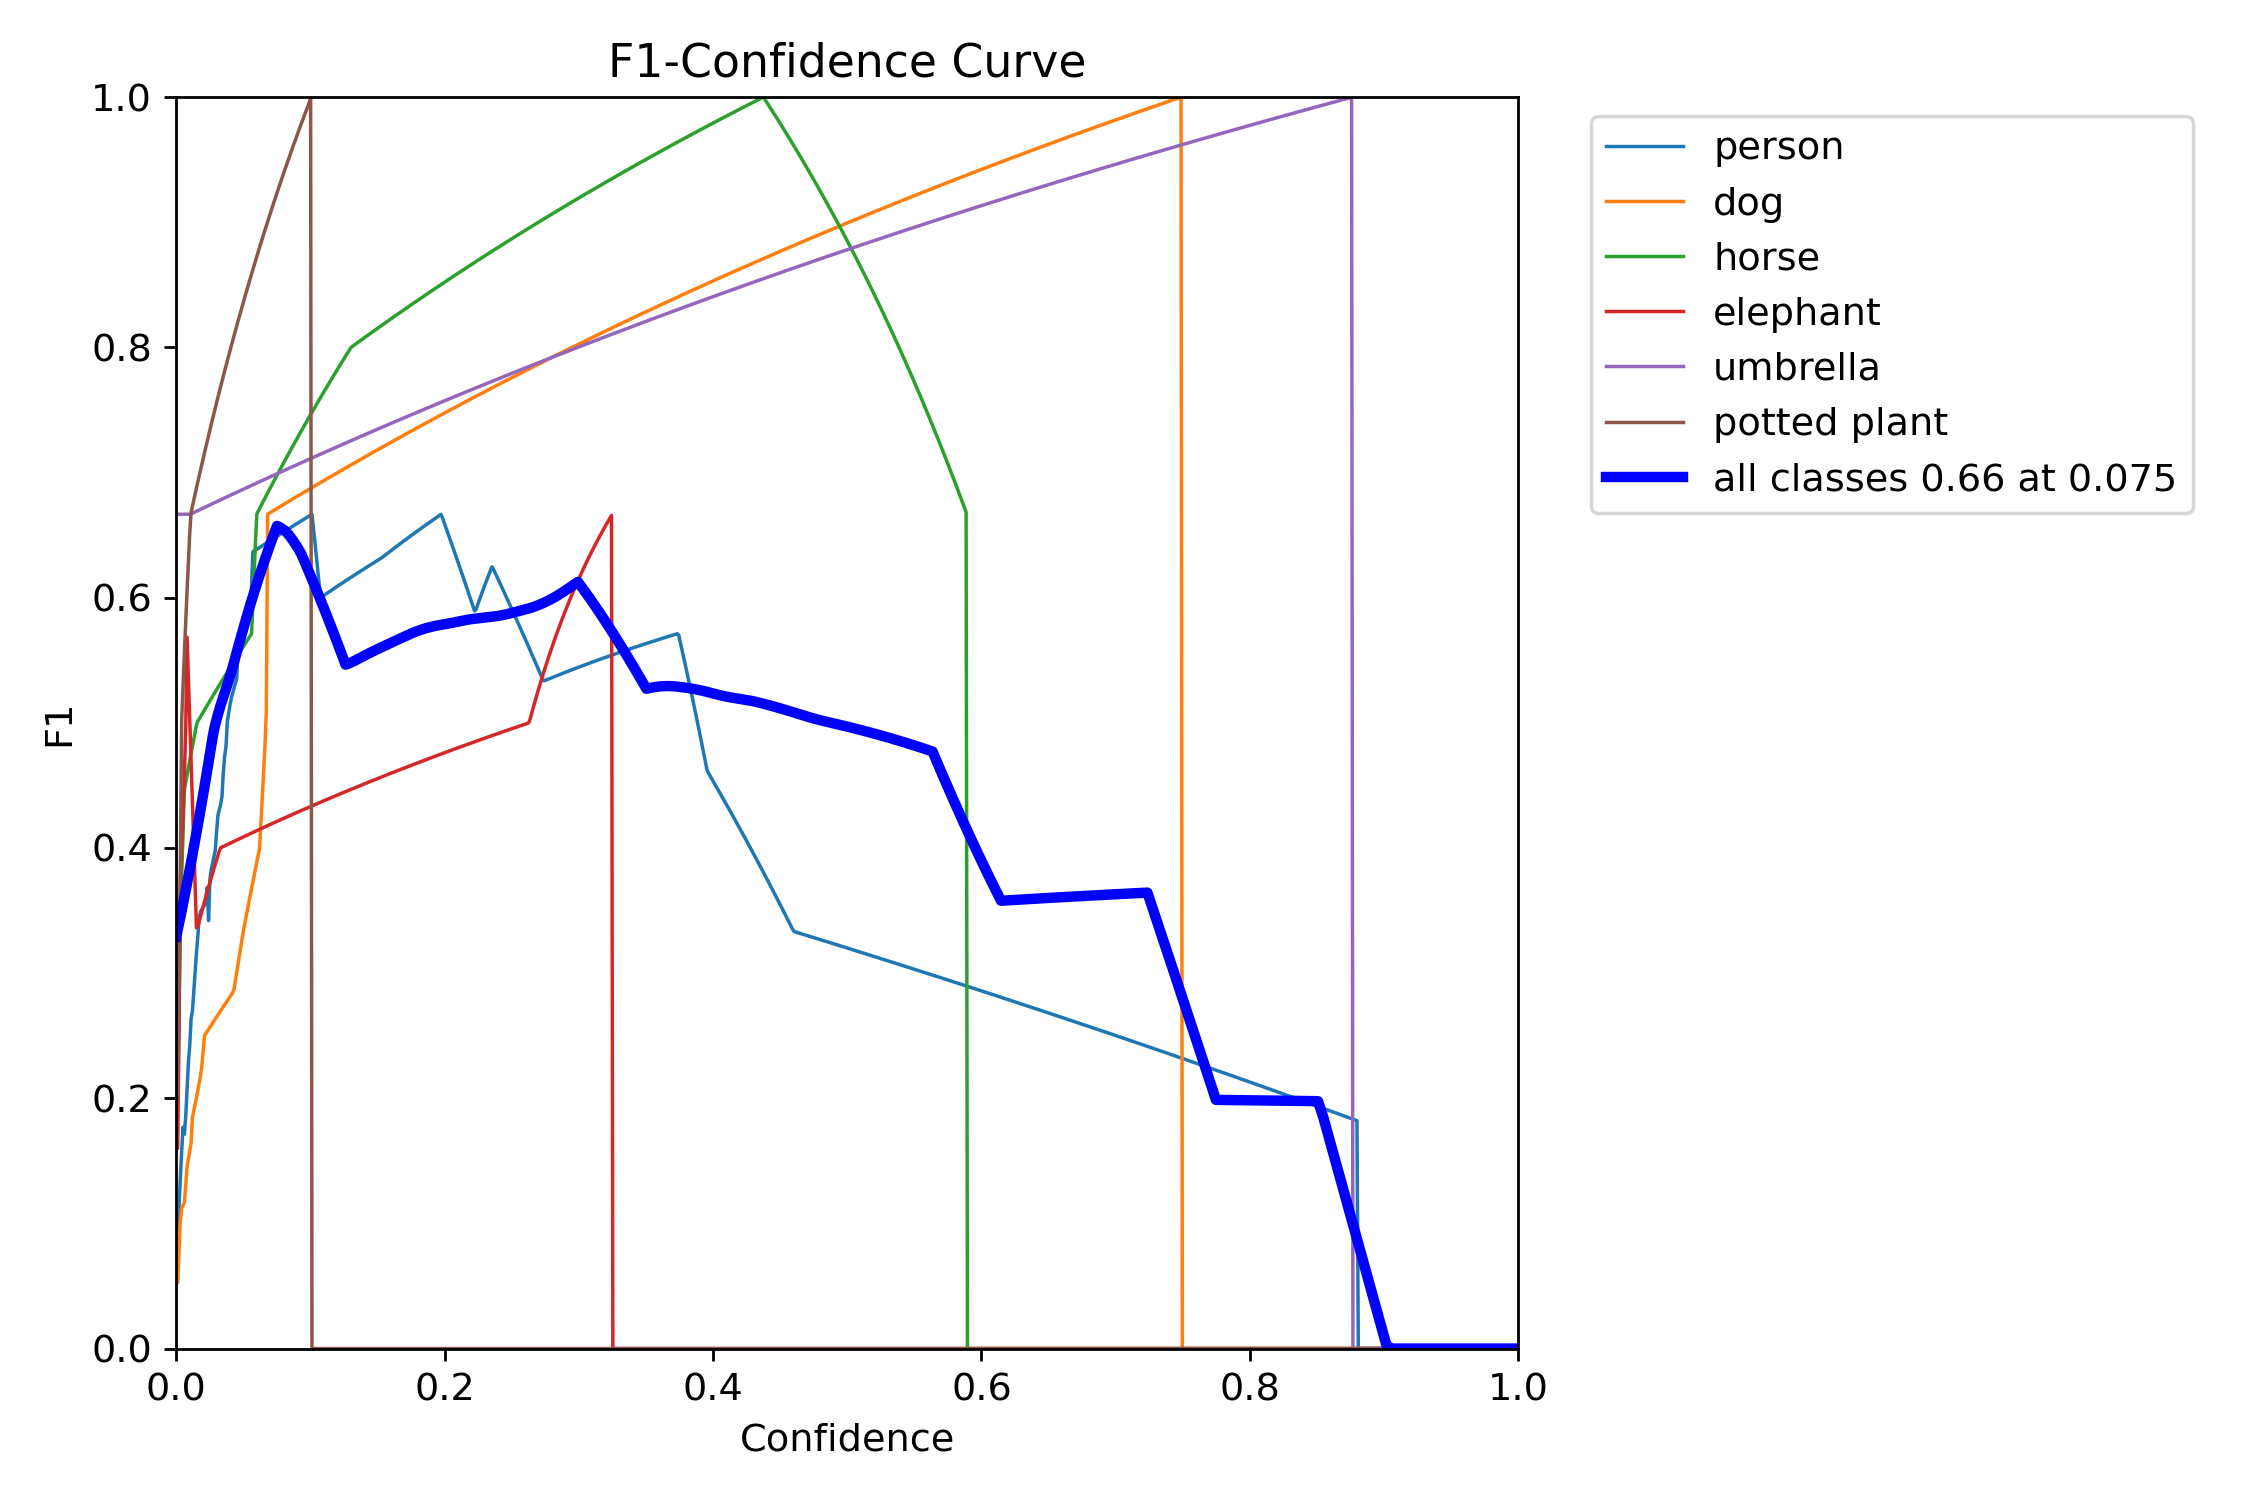 F1-Confidence Curve
1.0
0.8
0.6
0.4
0.2
0.0
F1
0.0 0.2 0.4 0.6 0.8 1.0
Confidence
person
dog
horse
elephant
umbrella
potted plant
all classes 0.66 at 0.075